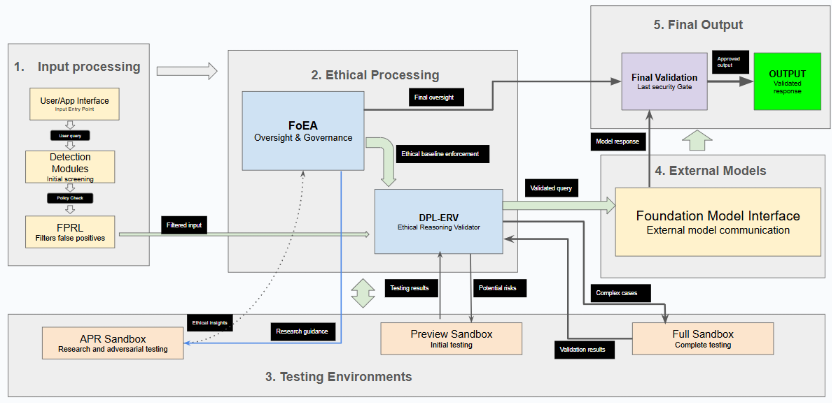 1. Input processing
User/App Interface
Input Entry Point
User query
Detection
Modules
Initial screening
Policy Check
FPRL
Filters false positives
Filtered input
2. Ethical Processing
FoEA
Oversight & Governance
Final oversight
Ethical baseline enforcement
DPL-ERV
Ethical Reasoning Validator
Validated query
Testing results
Potential risks
Complex cases
Ethical Insights
Research guidance
Validation results
APR Sandbox
Research and adversarial testing
Preview Sandbox
Initial testing
Full Sandbox
Complete testing
3. Testing Environments
4. External Models
Foundation Model Interface
External model communication
Model response
5. Final Output
Final Validation
Last security Gate
Approved
output
OUTPUT
Validated
response